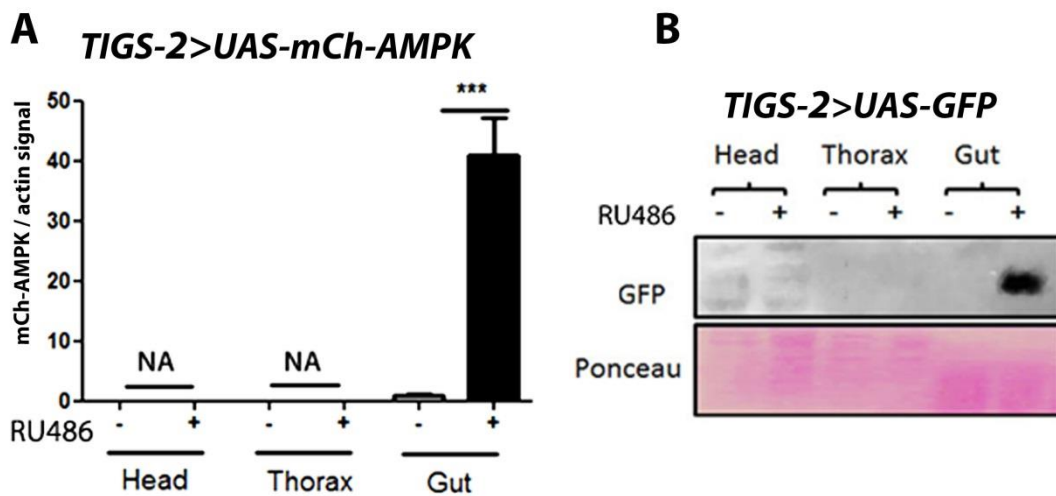 A
TIGS-2>UAS-mCh-AMPK
mCh-AMPK / actin signal
50
40
30
20
10
0
***
NA
NA
RU486 - + - + - +
Head Thorax Gut
B
TIGS-2>UAS-GFP
Head Thorax Gut
RU486 - + - + - +
GFP
Ponceau